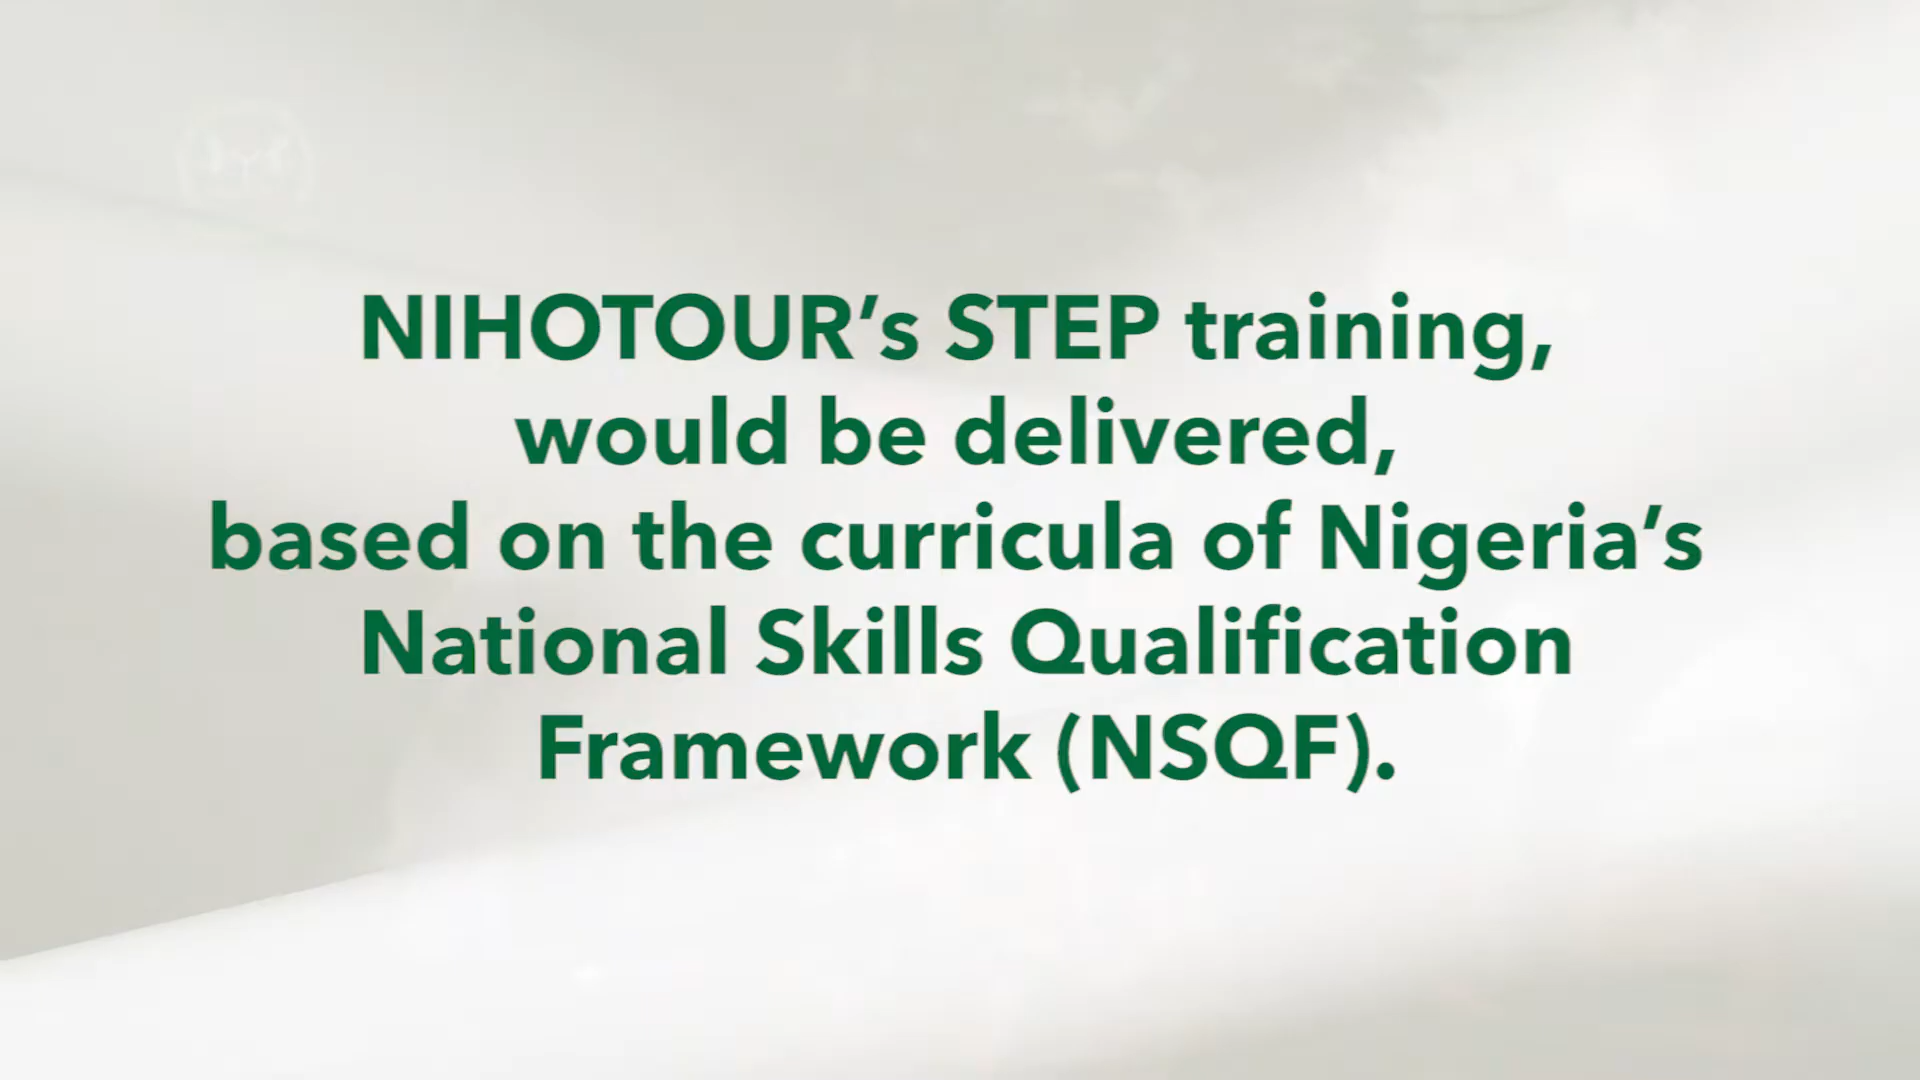 NIHOTOUR’s STEP training,
would be delivered,
based on the curricula of Nigeria’s
National Skills Qualification
Framework (NSQF).